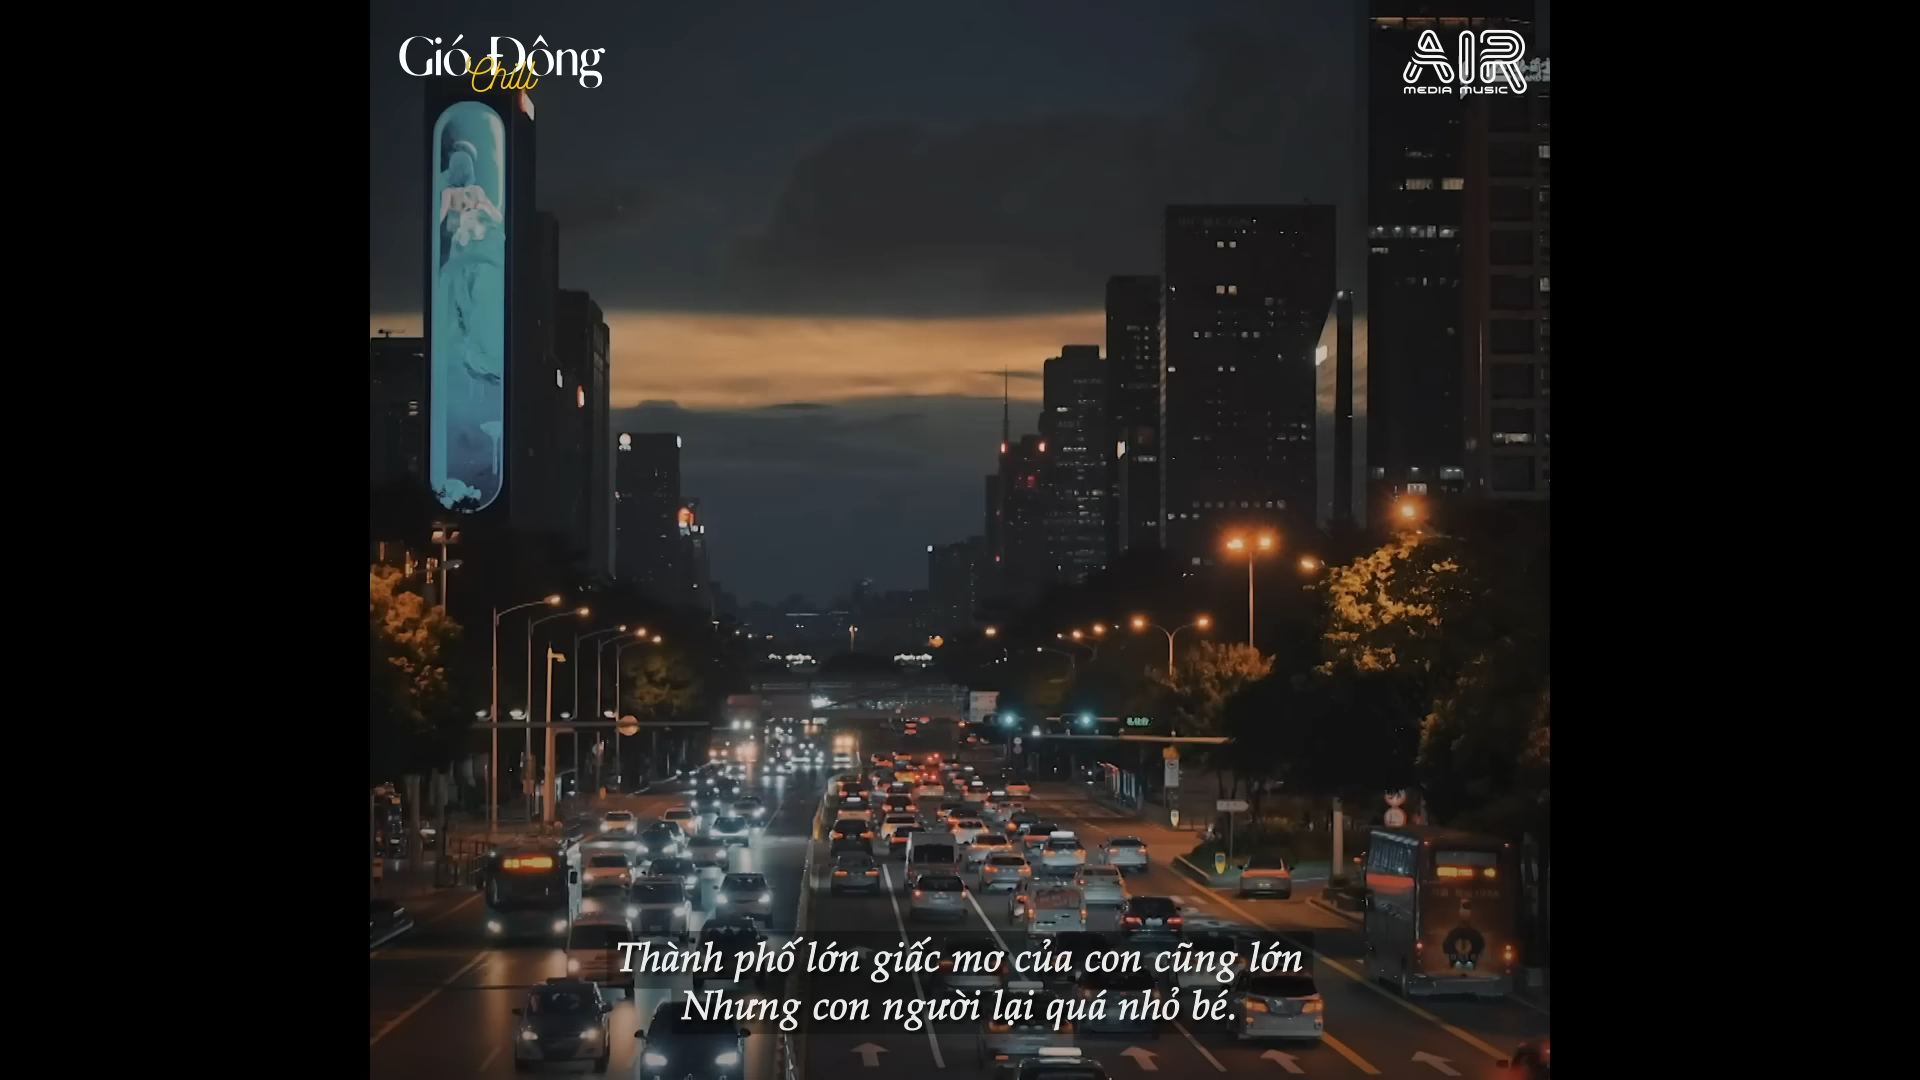 Gió Đông
Chill
AIR
MEDIA MUSIC
Thành phố lớn giấc mơ của con cũng lớn
Nhưng con người lại quá nhỏ bé.